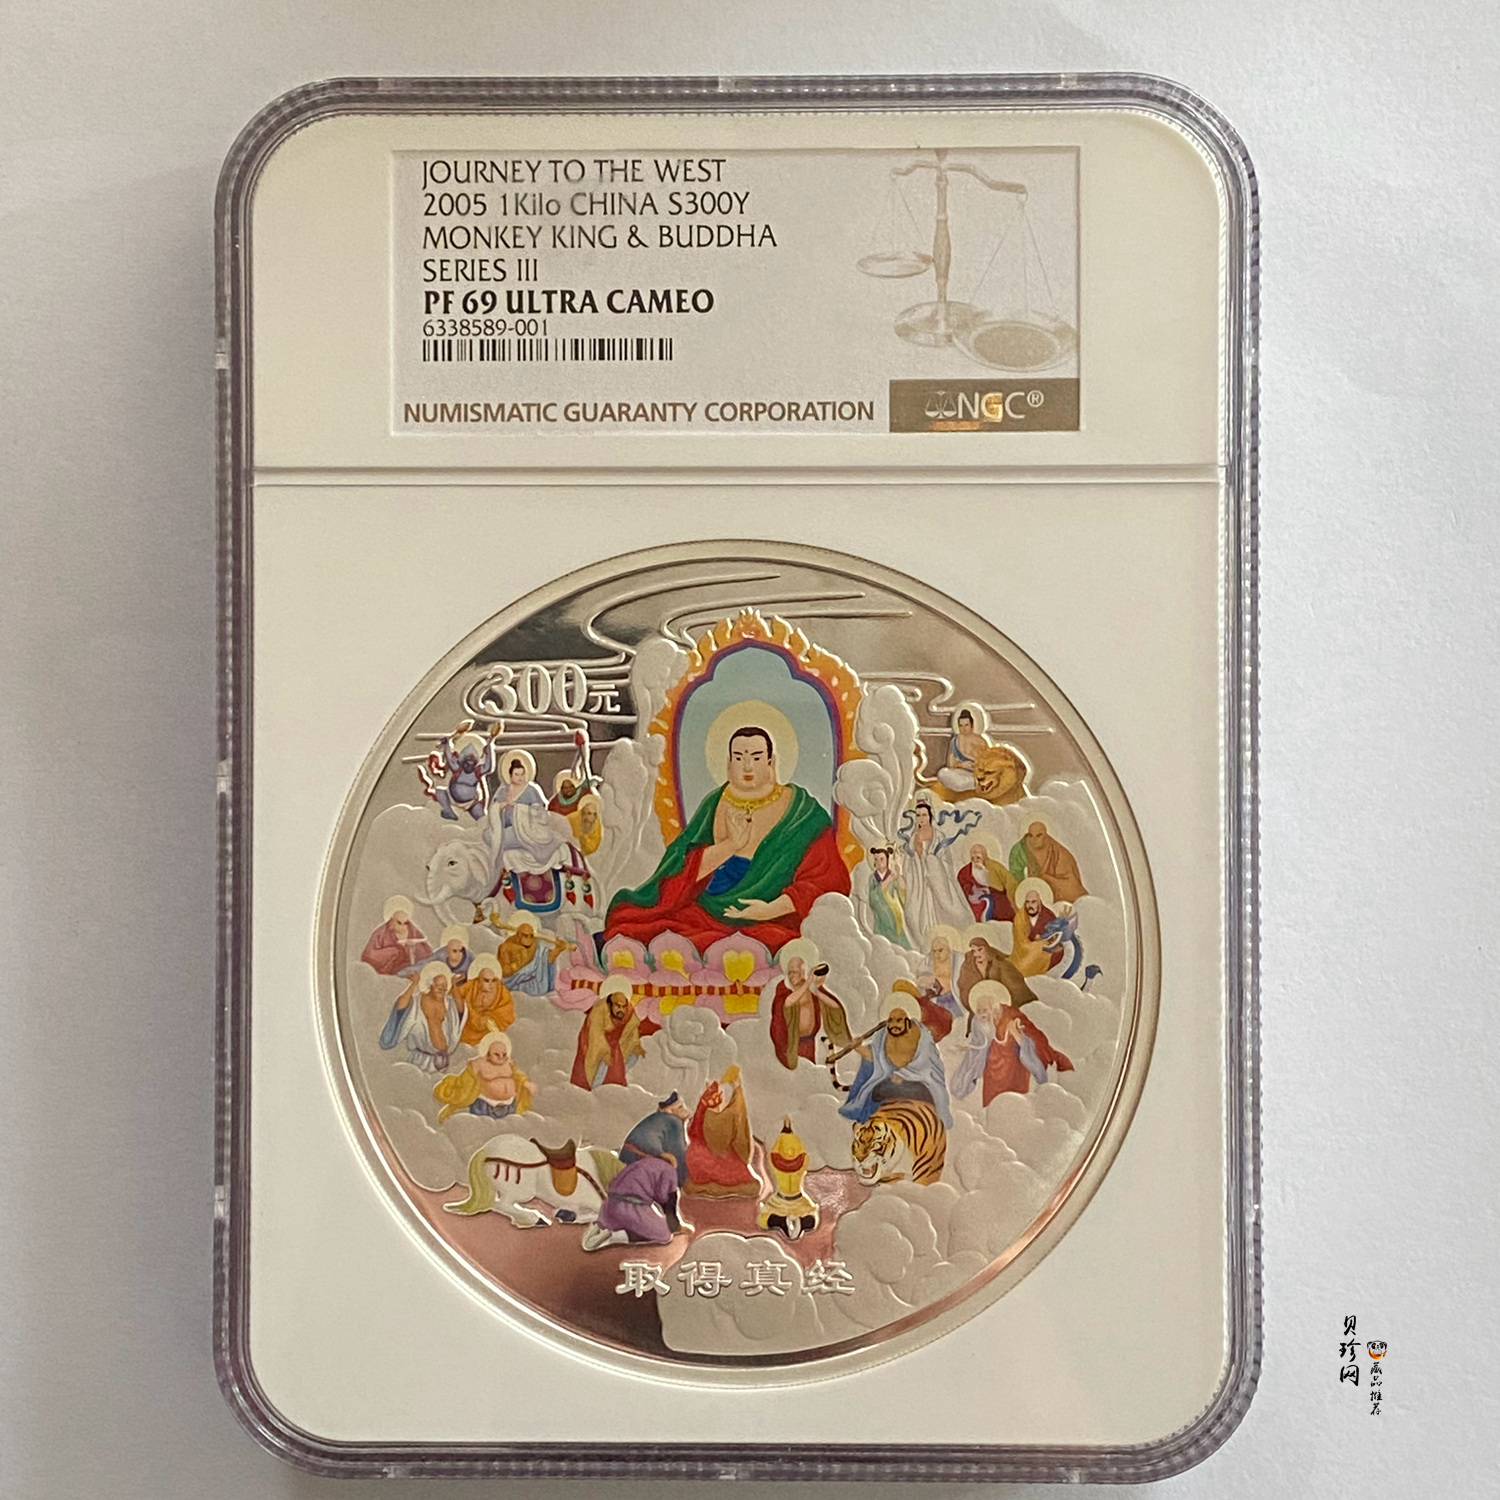 JOURNEY TO THE WEST
2005 1Kilo CHINA S300Y
MONKEY KING & BUDDHA
SERIES III
PF 69 ULTRA CAMEO
6338589-001
NUMISMATIC GUARANTY CORPORATION
NGC®
300元
取得真经
贝珍网
藏品推荐